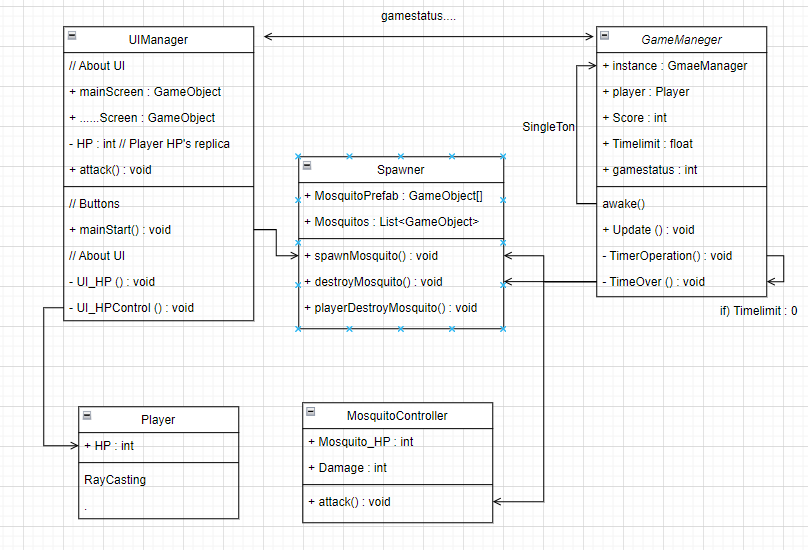 gamestatus....
UIManager
// About UI
+ mainScreen : GameObject
+ ......Screen : GameObject
- HP : int // Player HP's replica
+ attack() : void
// Buttons
+ mainStart() : void
// About UI
- UI_HP () : void
- UI_HPControl () : void
Spawner
+ MosquitoPrefab : GameObject[]
+ Mosquitos : List<GameObject>
+ spawnMosquito() : void
+ destroyMosquito() : void
+ playerDestroyMosquito() : void
GameManeger
+ instance : GmaeManager
+ player : Player
+ Score : int
+ Timelimit : float
+ gamestatus : int
SingleTon
awake()
+ Update () : void
- TimerOperation() : void
- TimeOver () : void
if) Timelimit : 0
Player
+ HP : int
RayCasting
.
MosquitoController
+ Mosquito_HP : int
+ Damage : int
+ attack() : void